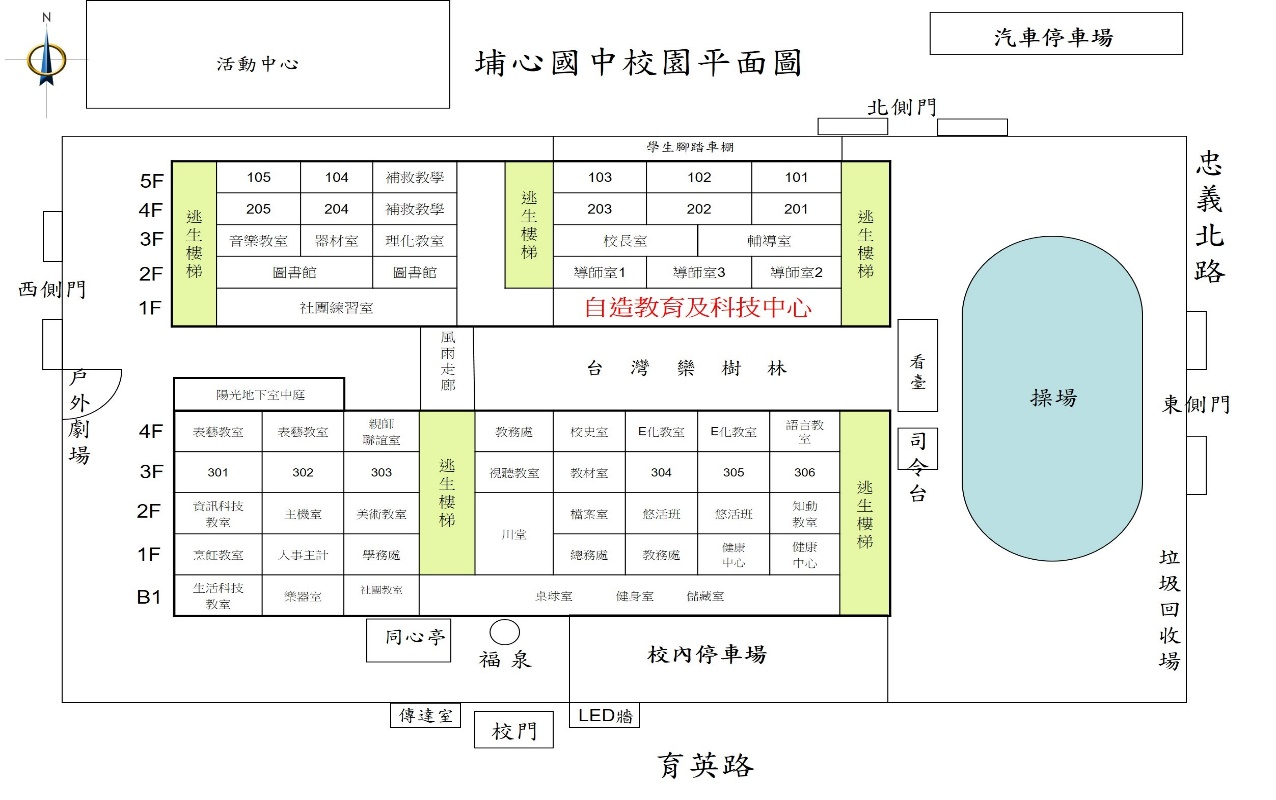 N
活動中心
埔心國中校園平面圖
汽車停車場
北側門
學生腳踏車棚
忠義北路
5F 105 104 補救教學 103 102 101
4F 205 204 補救教學 203 202 201
3F 音樂教室 器材室 理化教室 校長室 輔導室
2F 圖書館 圖書館 導師室1 導師室3 導師室2
1F 社團練習室 自造教育及科技中心
逃生樓梯
逃生樓梯
逃生樓梯
西側門
戶外劇場
風雨走廊
台灣欒樹林
看臺
操場
東側門
司令台
陽光地下室中庭
4F 表藝教室 表藝教室 親師聯誼室 教務處 校史室 E化教室 E化教室 語言教室
3F 301 302 303 視聽教室 教材室 304 305 306
2F 資訊科技教室 主機室 美術教室 川堂 檔案室 悠活班 悠活班 知動教室
1F 烹飪教室 人事主計 學務處 總務處 教務處 健康中心 健康中心
B1 生活科技教室 樂器室 社團教室 桌球室 健身室 儲藏室
逃生樓梯
逃生樓梯
垃圾回收場
同心亭
福泉
校內停車場
傳達室
校門
LED牆
育英路